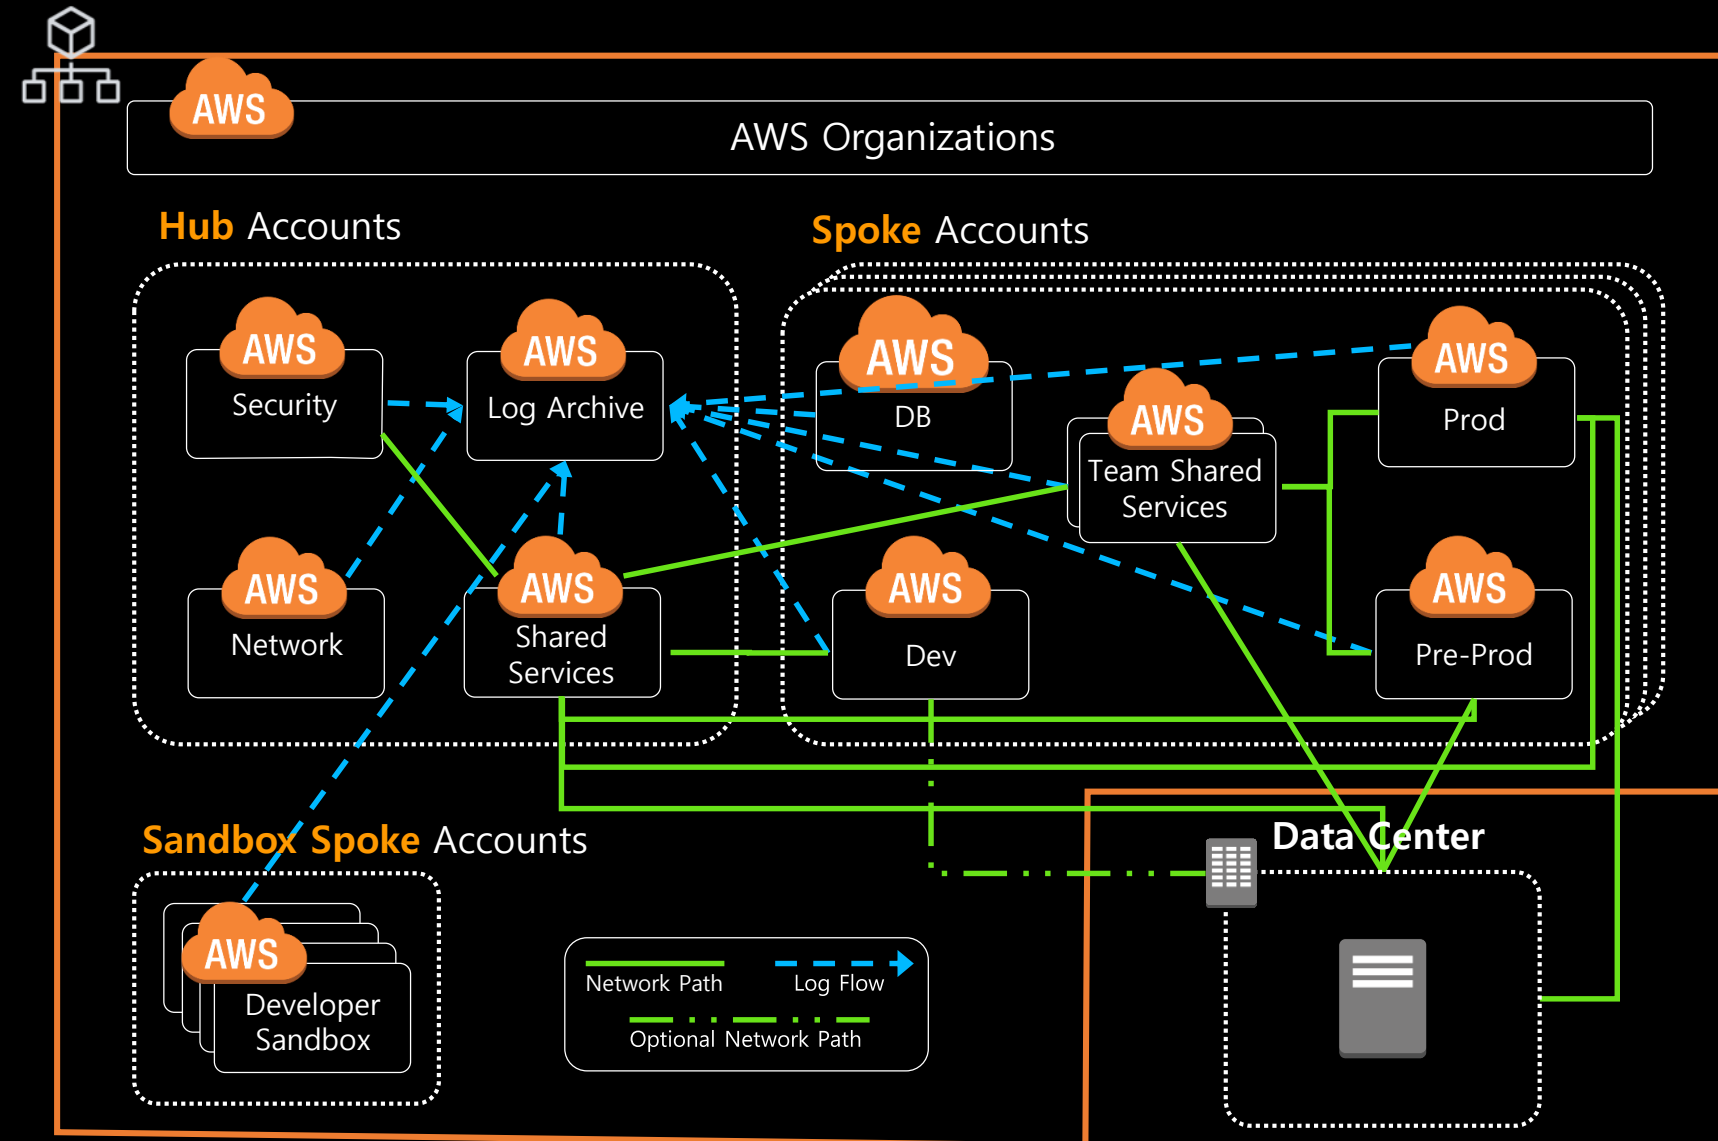 AWS
AWS Organizations
Hub Accounts
Spoke Accounts
AWS
Security
AWS
Log Archive
AWS
DB
AWS
Team Shared
Services
AWS
Prod
AWS
Network
AWS
Shared
Services
AWS
Dev
AWS
Pre-Prod
Sandbox Spoke Accounts
AWS
Developer
Sandbox
Network Path
Log Flow
Optional Network Path
Data Center